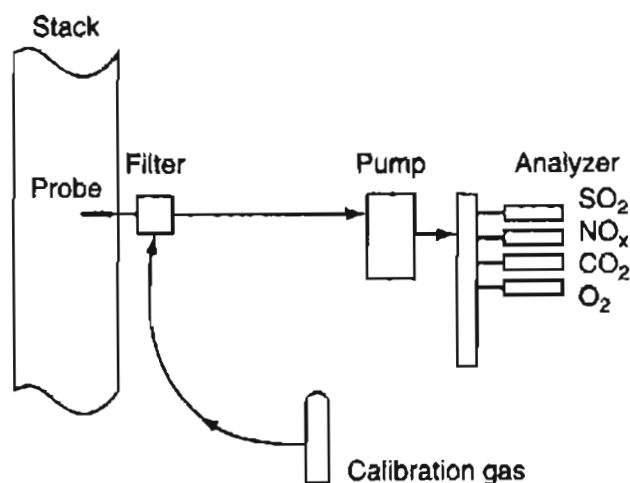 Stack
Probe
Filter
Pump
Analyzer
SO₂
NOₓ
CO₂
O₂
Calibration gas